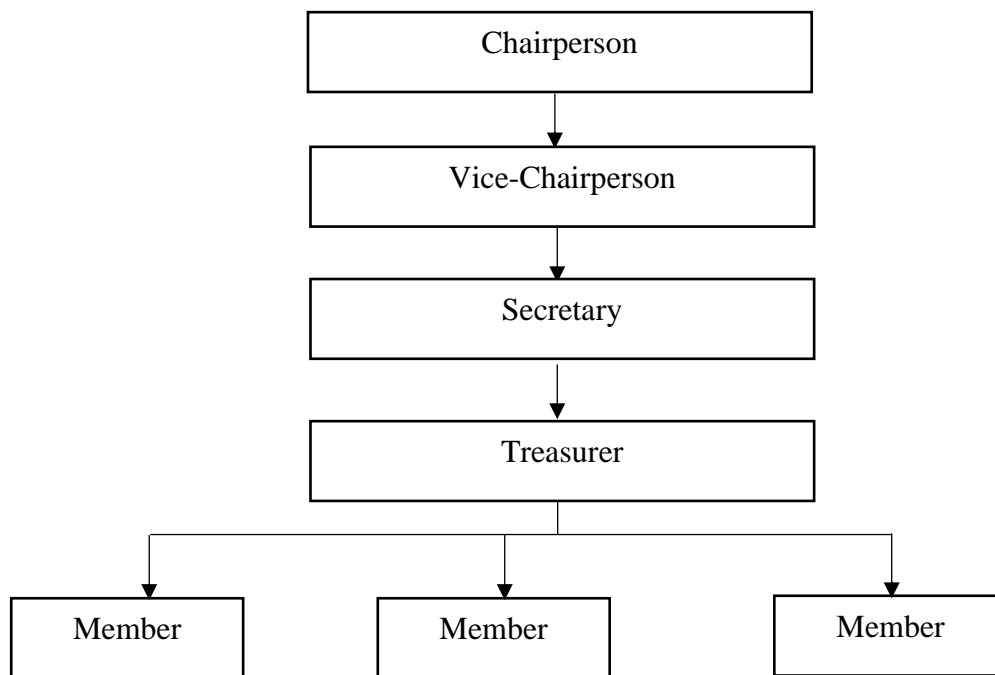 Chairperson
Vice-Chairperson
Secretary
Treasurer
Member
Member
Member